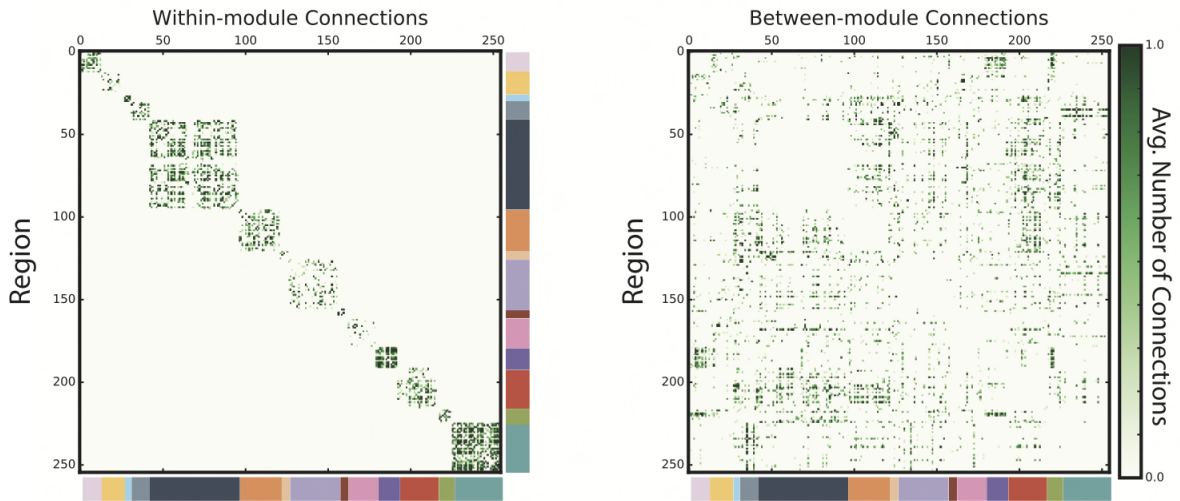 Within-module Connections
0 50 100 150 200 250
0
50
100
150
200
250
Region
Between-module Connections
0 50 100 150 200 250
0
50
100
150
200
250
Region
1.0
0.0
Avg. Number of Connections